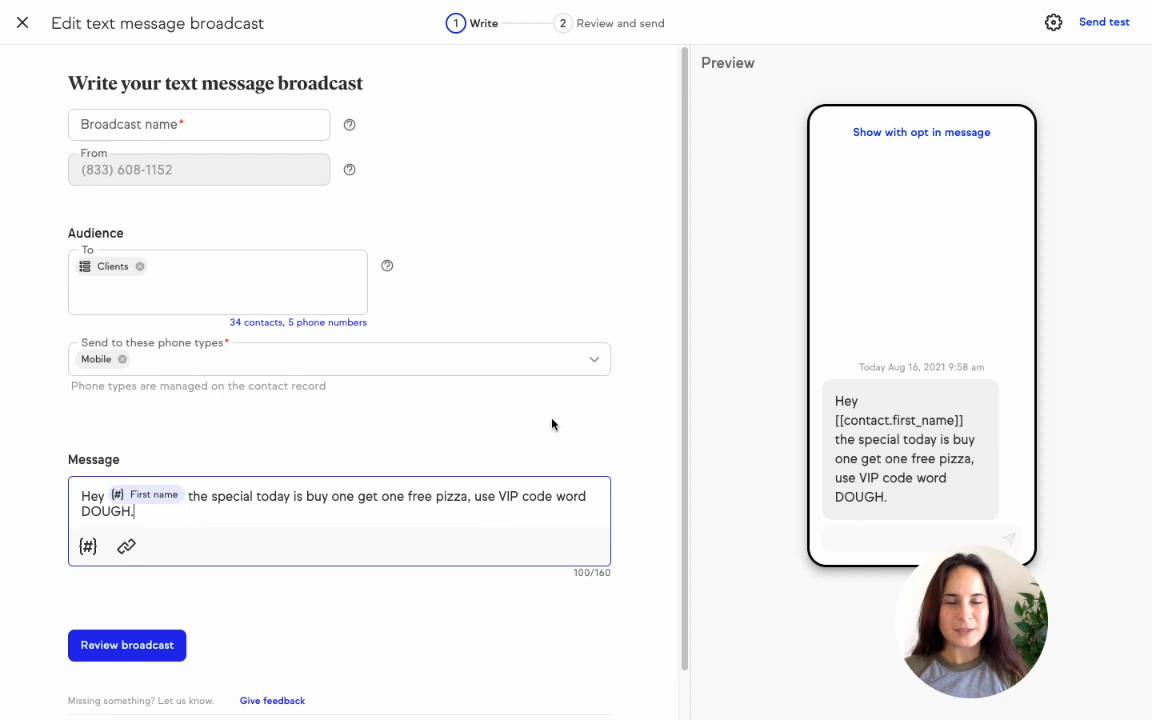 Edit text message broadcast
1 Write
2 Review and send
Send test
Write your text message broadcast
Broadcast name*
From
(833) 608-1152
Audience
To
Clients
34 contacts, 5 phone numbers
Send to these phone types*
Mobile
Phone types are managed on the contact record
Message
Hey {#} First name the special today is buy one get one free pizza, use VIP code word
DOUGH.
{#}
100/160
Review broadcast
Missing something? Let us know. Give feedback
Preview
Show with opt in message
Today Aug 16, 2021 9:58 am
Hey
[[contact.first_name]]
the special today is buy
one get one free pizza,
use VIP code word
DOUGH.